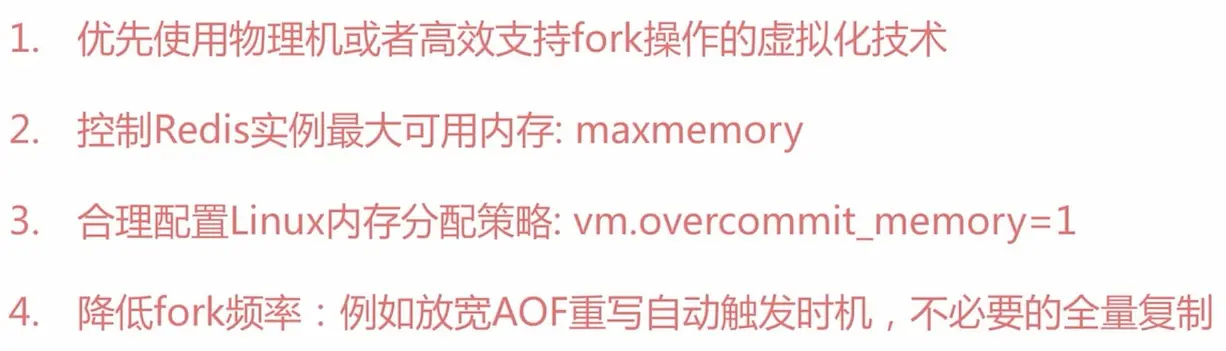 1. 优先使用物理机或者高效支持fork操作的虚拟化技术
2. 控制Redis实例最大可用内存: maxmemory
3. 合理配置Linux内存分配策略: vm.overcommit_memory=1
4. 降低fork频率：例如放宽AOF重写自动触发时机，不必要的全量复制